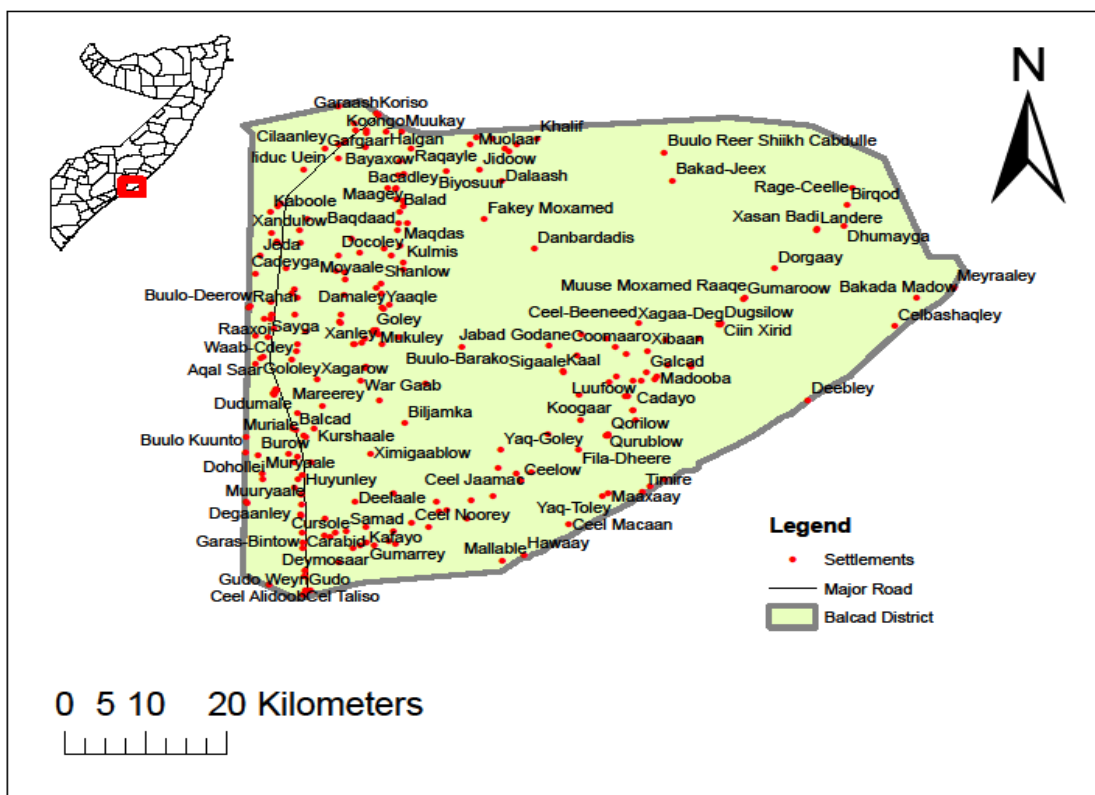 N
GaraashKoriso
KoongoMuukay
Cilaanley
Gafgaar
Halgan
Muolaar
Khalif
Buulo Reer Shiikh Cabdulle
Bayaxow
Raqayle
Jidoow
Bakad-Jeex
Bacadley
Biyosuur
Dalaash
Rage-Ceelle
Birqod
Kaboole
Maagey
Balad
Fakey Moxamed
Xandulow
Baqdaad
Maqdas
Xasan Badi
Landere
Dhumayga
Jeda
Docoley
Kulmis
Danbardadis
Cadeyga
Moyaale
Shanlow
Dorgaay
Meyraaley
Buulo-Deerow
Rahar
Damaley
Yaaqle
Muuse Moxamed Raaqe
Gumaroow
Bakada Madow
Ceel-Beeneed
Xagaa-Deg
Dugsilow
Raaxoli
Sayga
Xanley
Goley
Mukuley
Jabad Godane
Coomaaro
Xibaan
Ciin Xirid
Celbashaqley
Waab-Cdey
Buulo-Barako
Sigaale
Kaal
Galcad
Aqal Saar
Gololey
Xagarow
War Gaab
Luufoow
Madooba
Dudumale
Mareerey
Cadayo
Deebley
Muriale
Balcad
Biljamka
Koogaar
Qorilow
Buulo Kuunto
Burow
Kurshaale
Yaq-Goley
Qurublow
Ximigaablow
Fila-Dheere
Dohollei
Muryaale
Huyunley
Ceel Jaamac
Ceelow
Timire
Muuryaale
Deelaale
Maaxaay
Degaanley
Cursole
Samad
Ceel Noorey
Yaq-Toley
Ceel Macaan
Garas-Bintow
Carabid
Kafayo
Deymosaar
Gumarrey
Mallable
Hawaay
Gudo Weyn
Gudo
Ceel Alidoob
Cel Taliso
Legend
Settlements
Major Road
Balcad District
0 5 10 20 Kilometers